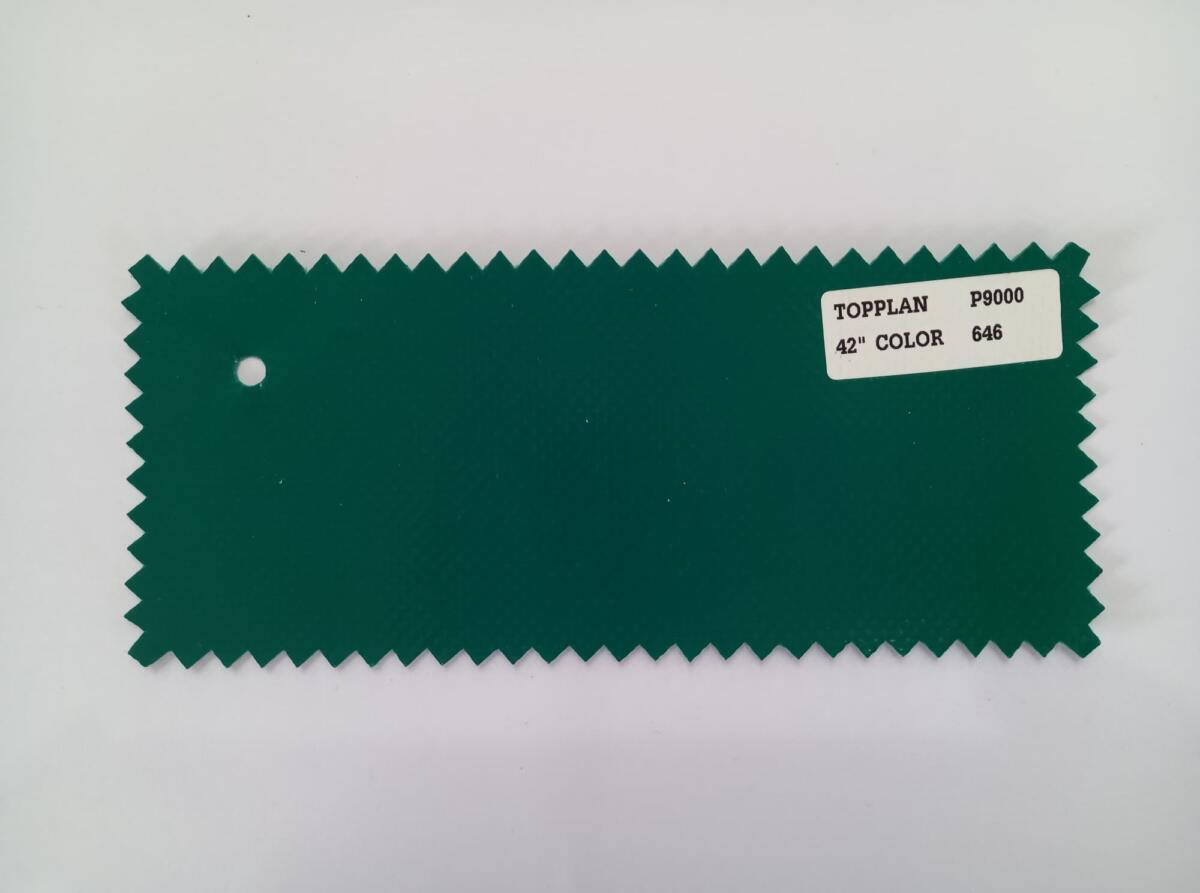 TOPPLAN P9000
42" COLOR 646